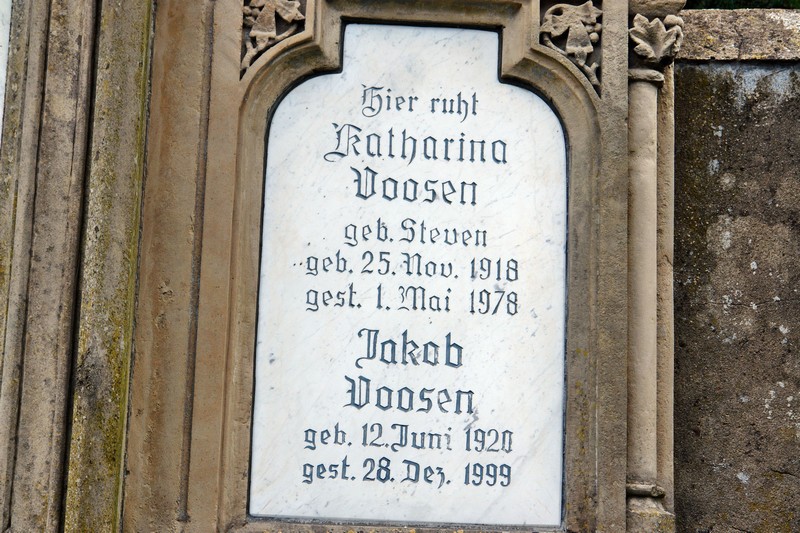 Hier ruht
Katharina
Voosen
geb. Steven
geb. 25. Nov. 1918
gest. 1. Mai 1978
Jakob
Voosen
geb. 12. Juni 1920
gest. 28. Dez. 1999